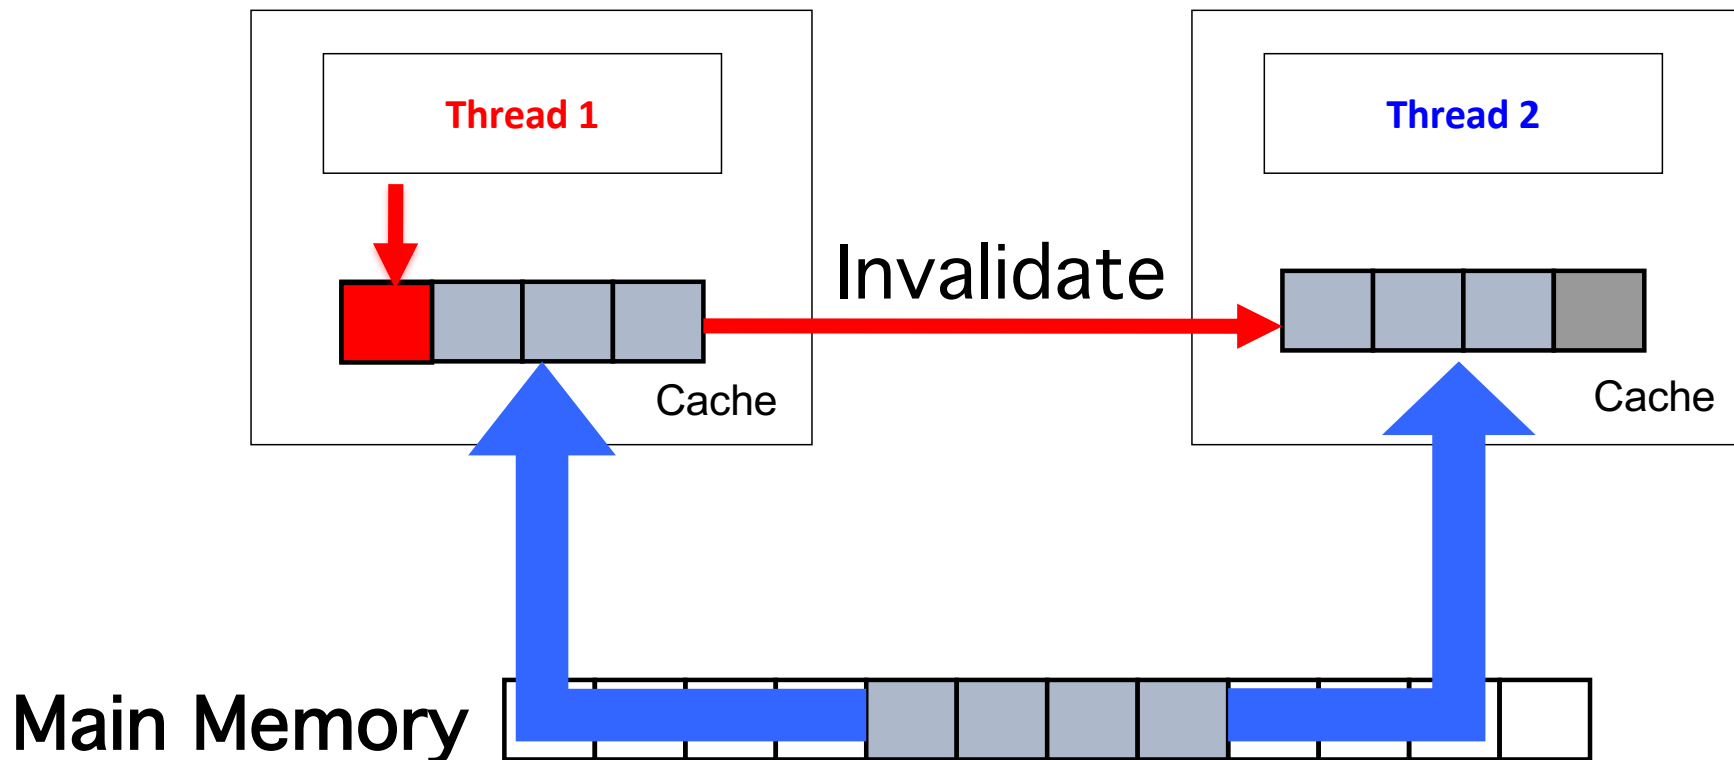 Thread 1
Thread 2
Invalidate
Cache
Cache
Main Memory